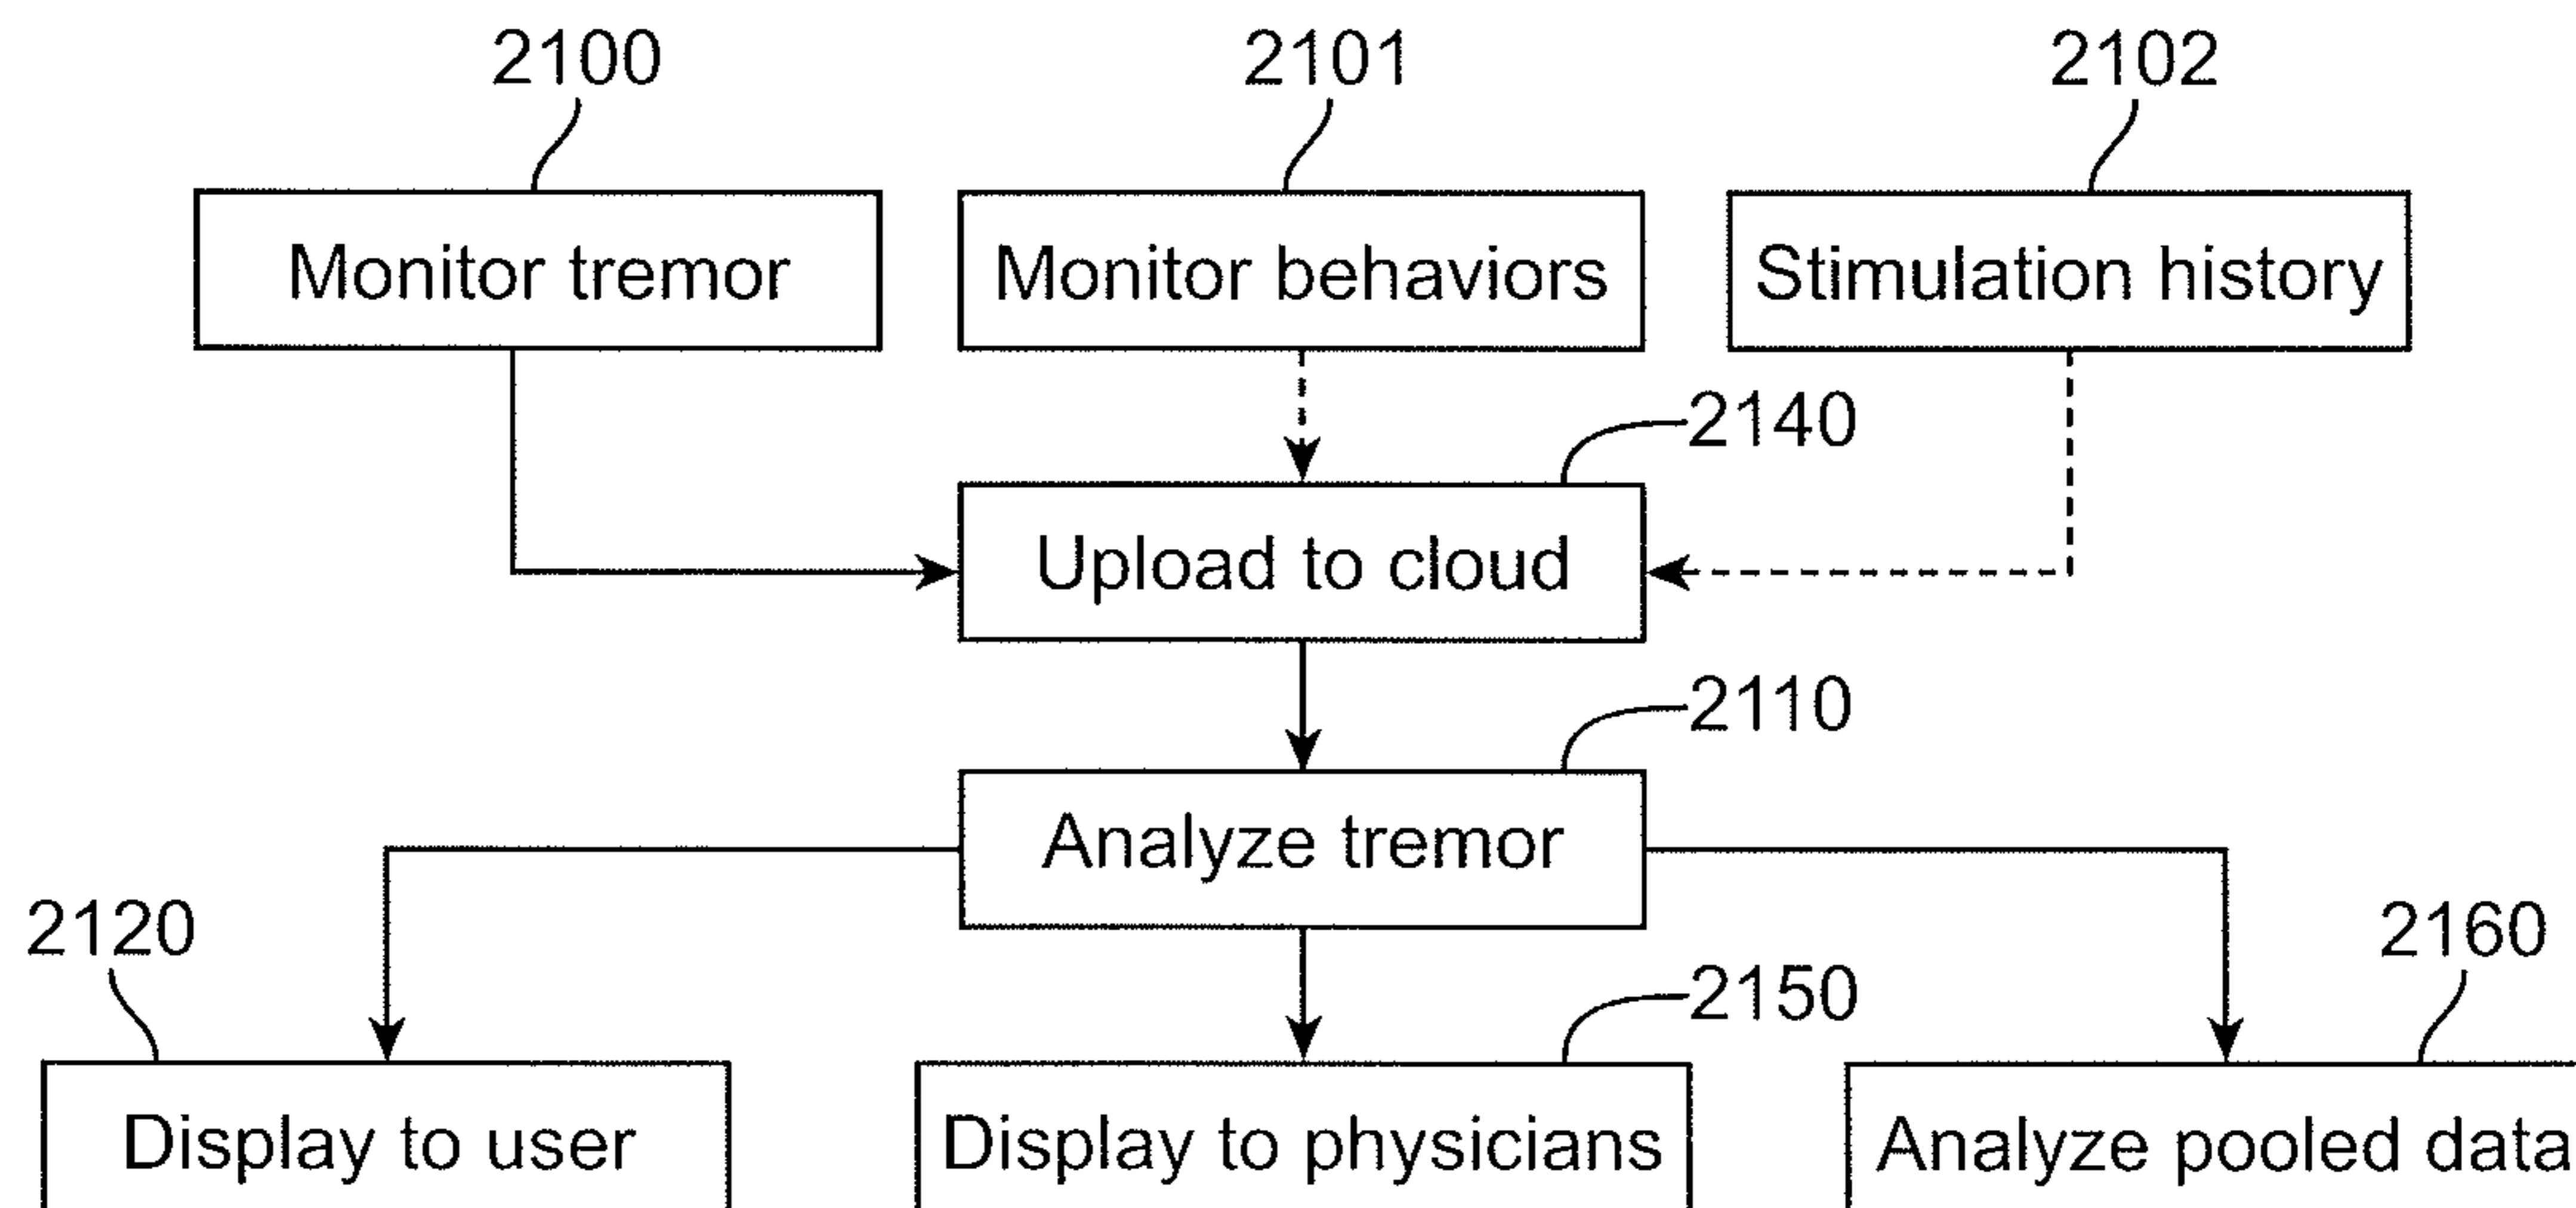 2100
2101
2102
Monitor tremor
Monitor behaviors
Stimulation history
2140
Upload to cloud
2110
Analyze tremor
2120
2160
2150
Display to user
Display to physicians
Analyze pooled data